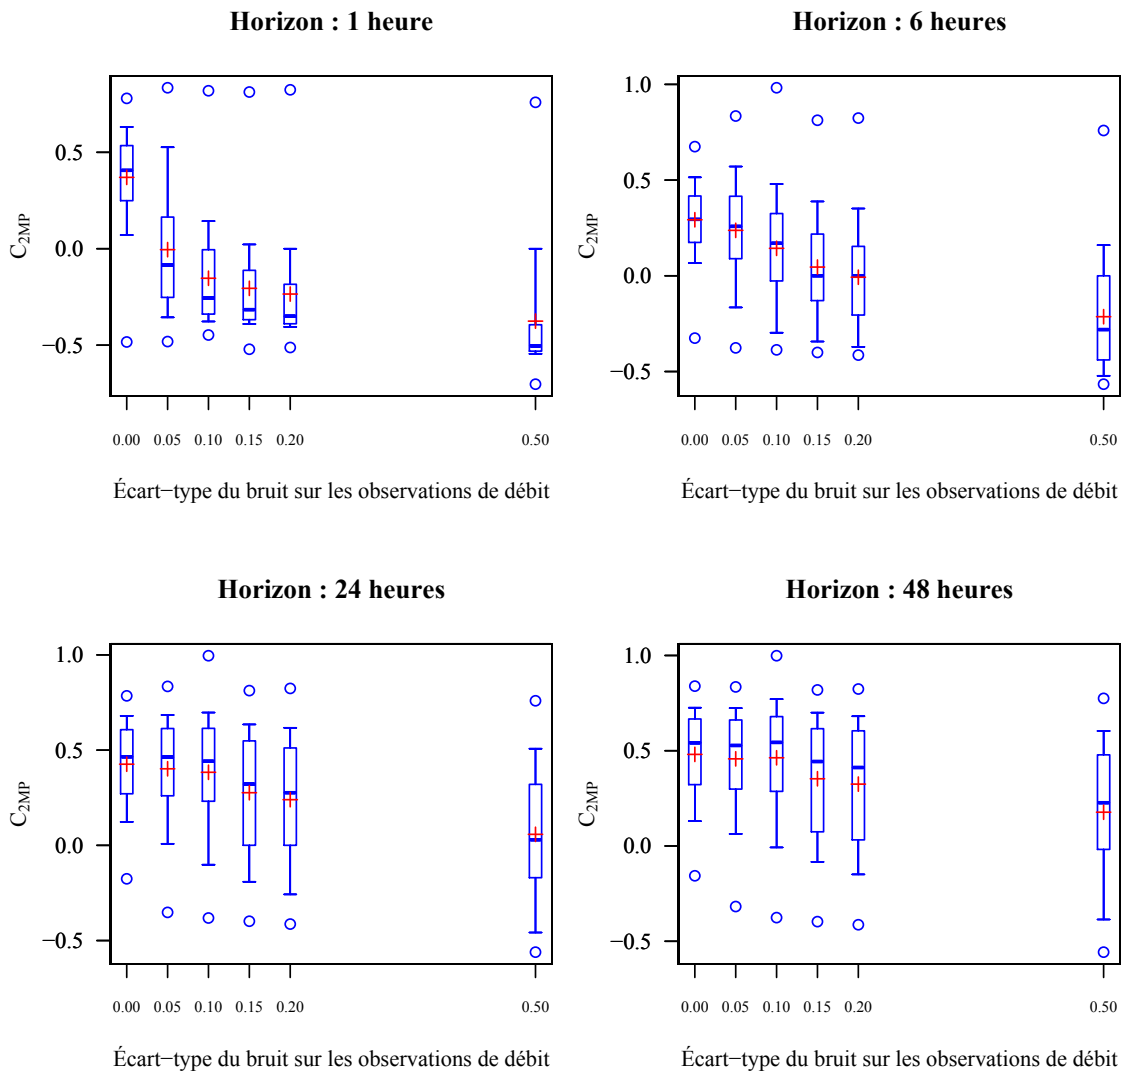 Horizon : 1 heure
C2MP
0.5
0.0
−0.5
0.00 0.05 0.10 0.15 0.20 0.50
Écart−type du bruit sur les observations de débit
Horizon : 6 heures
C2MP
1.0
0.5
0.0
−0.5
0.00 0.05 0.10 0.15 0.20 0.50
Écart−type du bruit sur les observations de débit
Horizon : 24 heures
C2MP
1.0
0.5
0.0
−0.5
0.00 0.05 0.10 0.15 0.20 0.50
Écart−type du bruit sur les observations de débit
Horizon : 48 heures
C2MP
1.0
0.5
0.0
−0.5
0.00 0.05 0.10 0.15 0.20 0.50
Écart−type du bruit sur les observations de débit